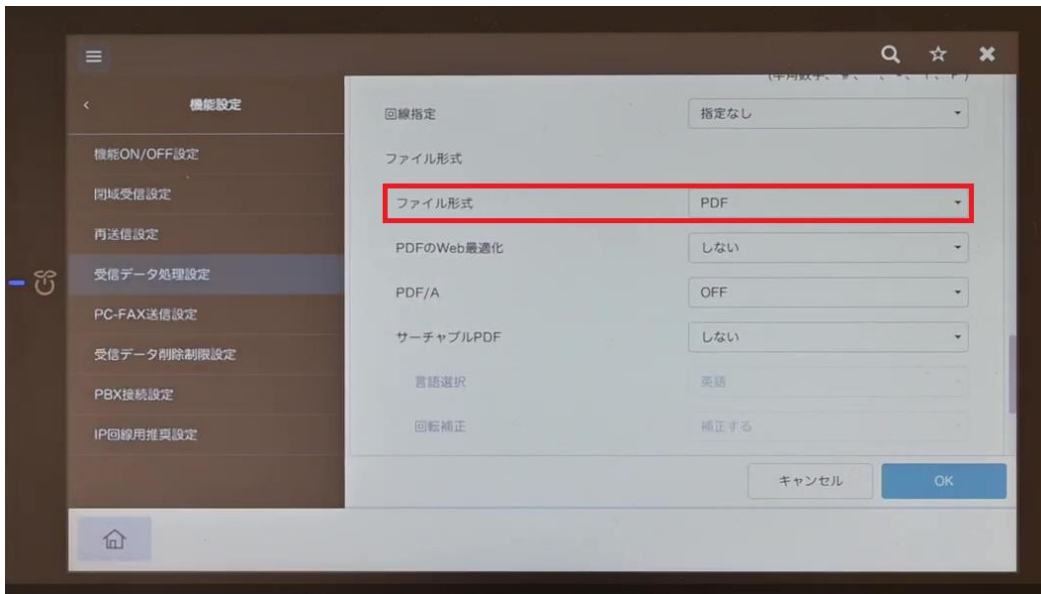 機能設定
機能ON/OFF設定
閉域受信設定
再送信設定
受信データ処理設定
PC-FAX送信設定
受信データ削除制限設定
PBX接続設定
IP回線用推奨設定
回線指定 指定なし
ファイル形式
ファイル形式 PDF
PDFのWeb最適化 しない
PDF/A OFF
サーチャブルPDF しない
言語選択 英語
回転補正 補正する
キャンセル OK